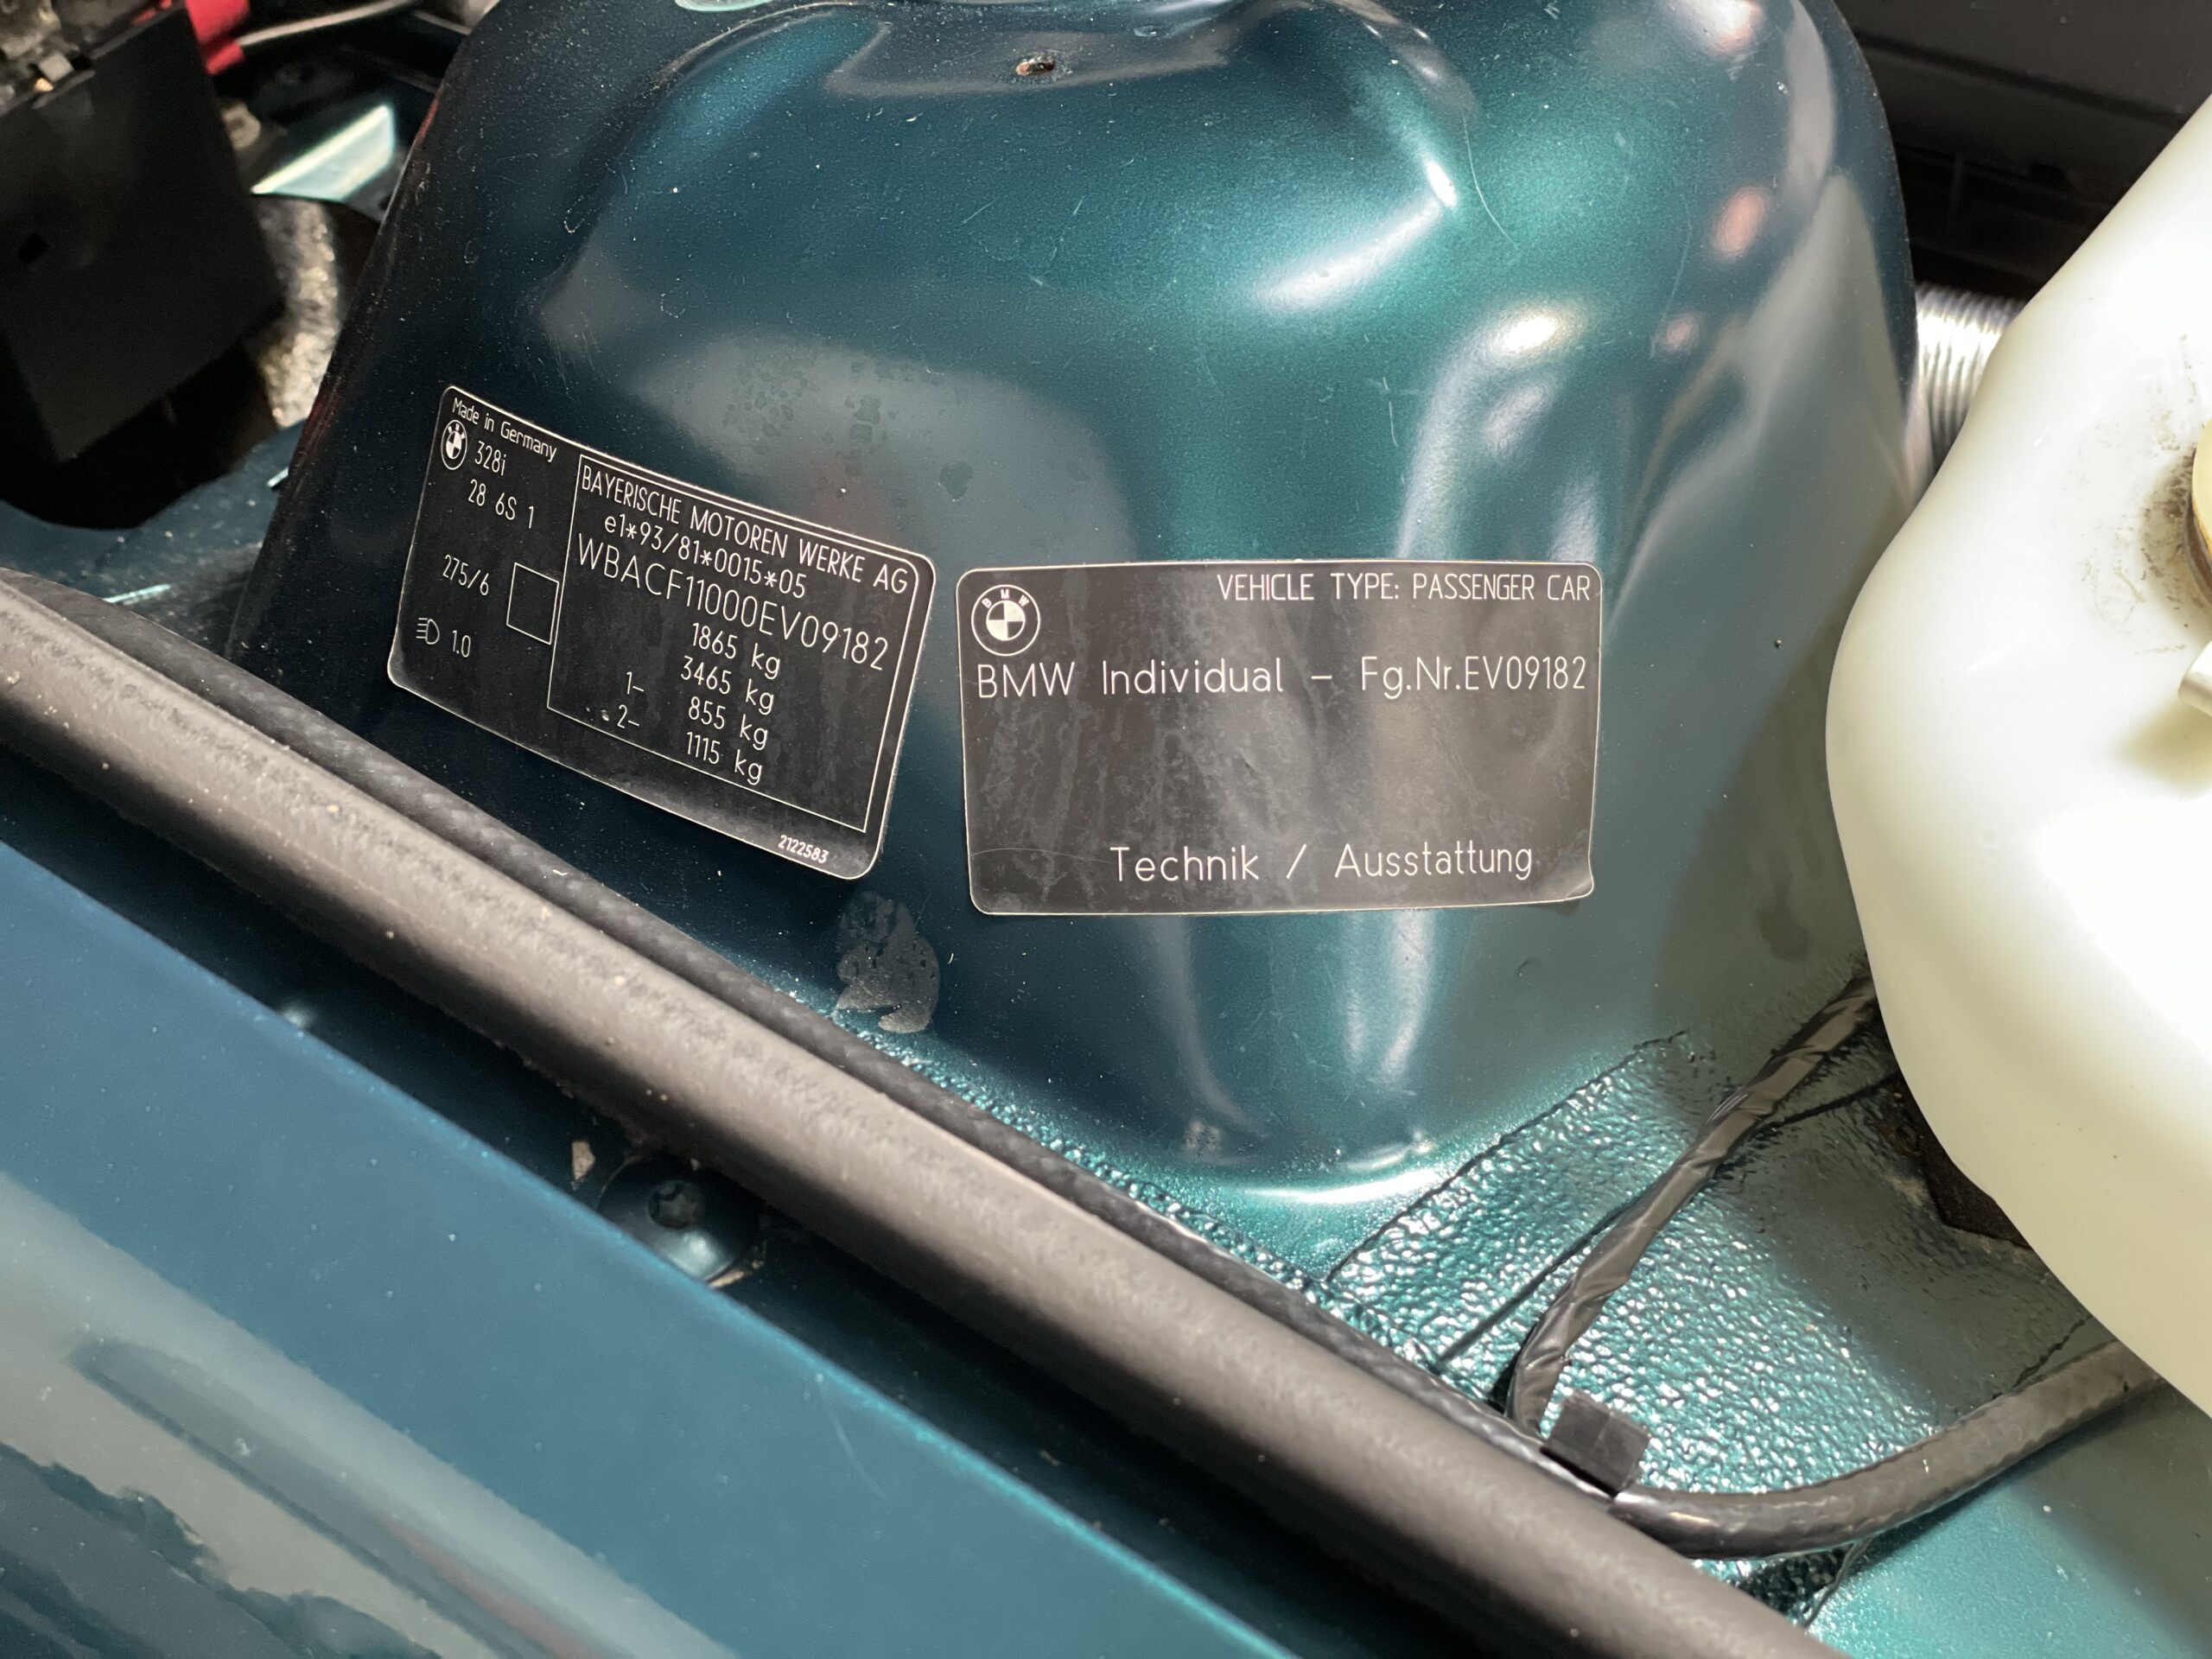 Made in Germany
328i
28 6S 1
275/6
1.0
BAYERISCHE MOTOREN WERKE AG
e1*93/81*0015*05
WBACF11000EV09182
1865 kg
3465 kg
1- 855 kg
2- 1115 kg
2122583
BMW
VEHICLE TYPE: PASSENGER CAR
BMW Individual - Fg.Nr.EV09182
Technik / Ausstattung